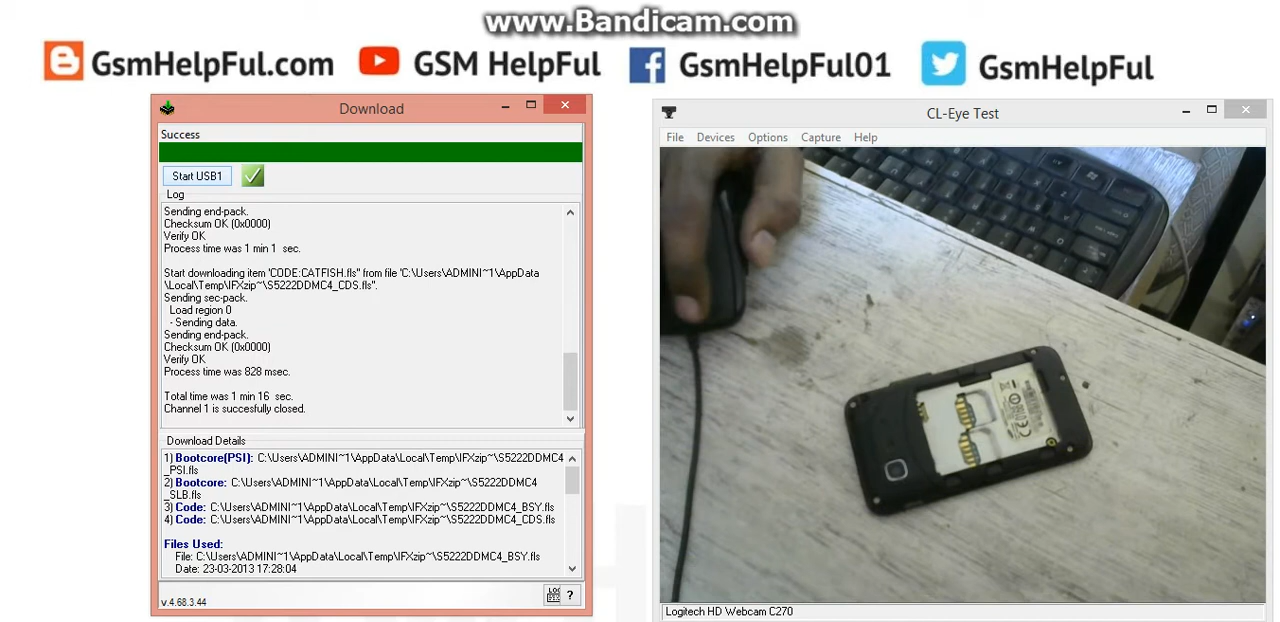 www.Bandicam.com
GsmHelpFul.com GSM HelpFul GsmHelpFul01 GsmHelpFul
Download
Success
Start USB1
Log
Sending end-pack.
Checksum OK (0x0000)
Verify OK
Process time was 1 min 1 sec.
Start downloading item 'CODE:CATFISH.fls" from file 'C:\Users\ADMINI~1\AppData
\Local\Temp\IFXzip~\S5222DDMC4_CDS.fls".
Sending sec-pack.
Load region 0
- Sending data.
Sending end-pack.
Checksum OK (0x0000)
Verify OK
Process time was 828 msec.
Total time was 1 min 16 sec.
Channel 1 is succesfully closed.
Download Details
1) Bootcore(PSI): C:\Users\ADMINI~1\AppData\Local\Temp\IFXzip~\S5222DDMC4
_PSI.fls
2) Bootcore: C:\Users\ADMINI~1\AppData\Local\Temp\IFXzip~\S5222DDMC4
_SLB.fls
3) Code: C:\Users\ADMINI~1\AppData\Local\Temp\IFXzip~\S5222DDMC4_BSY.fls
4) Code: C:\Users\ADMINI~1\AppData\Local\Temp\IFXzip~\S5222DDMC4_CDS.fls
Files Used:
File: C:\Users\ADMINI~1\AppData\Local\Temp\IFXzip~\S5222DDMC4_BSY.fls
Date: 23-03-2013 17:28:04
v.4.68.3.44
LOG
?
CL-Eye Test
File Devices Options Capture Help
Logitech HD Webcam C270